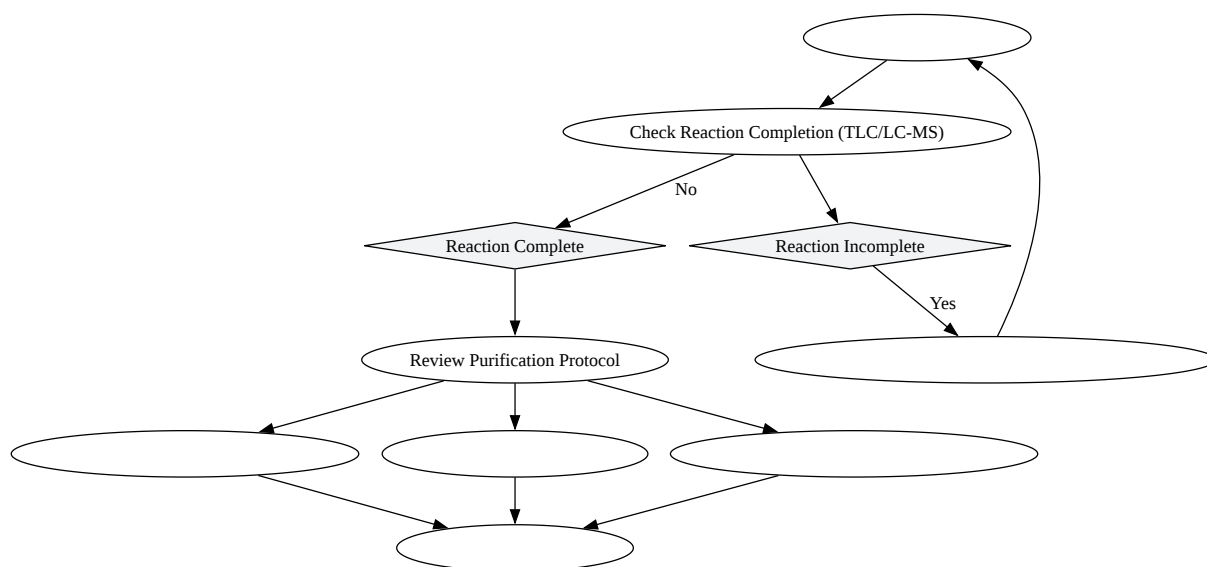 Check Reaction Completion (TLC/LC-MS)
No
Reaction Complete
Reaction Incomplete
Yes
Review Purification Protocol